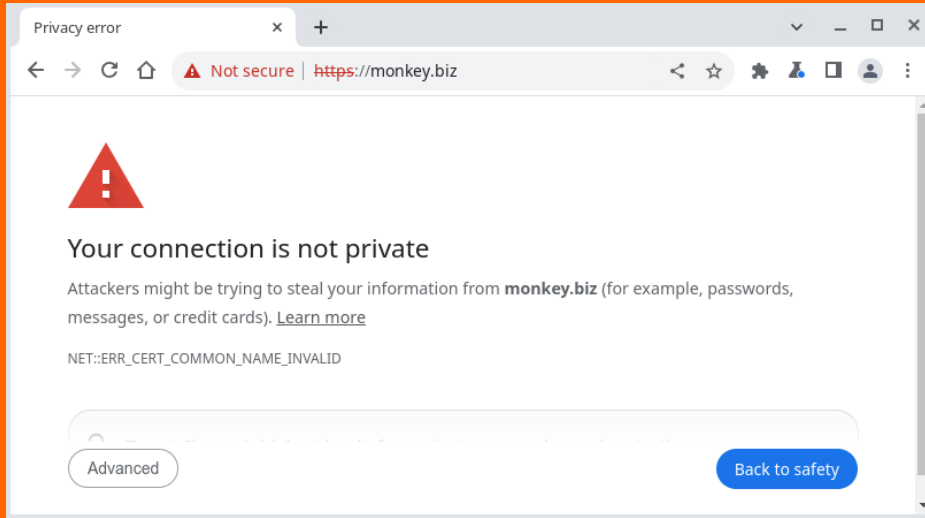 Privacy error
Not secure | https://monkey.biz
Your connection is not private
Attackers might be trying to steal your information from monkey.biz (for example, passwords,
messages, or credit cards). Learn more
NET::ERR_CERT_COMMON_NAME_INVALID
Advanced
Back to safety